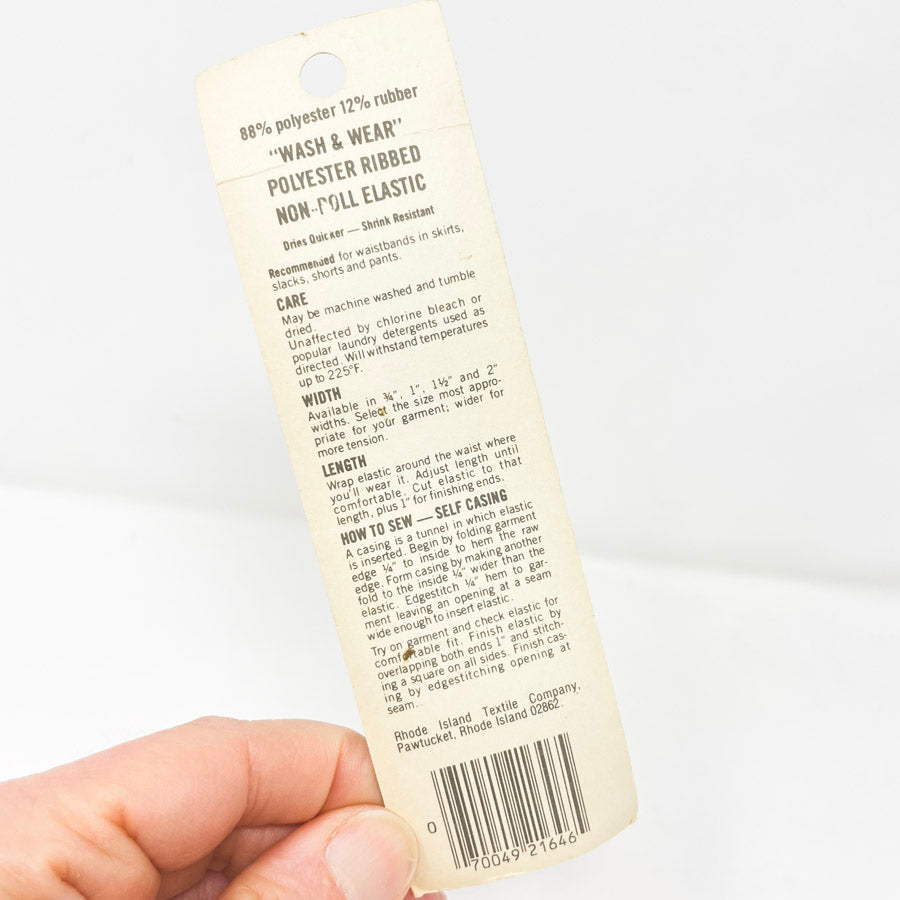 88% polyester 12% rubber
"WASH & WEAR"
POLYESTER RIBBED
NON-ROLL ELASTIC
Dries Quicker — Shrink Resistant
Recommended for waistbands in skirts,
slacks, shorts and pants.
CARE
May be machine washed and tumble
dried.
Unaffected by chlorine bleach or
popular laundry detergents used as
directed. Will withstand temperatures
up to 225°F.
WIDTH
Available in ¾", 1", 1½" and 2"
widths. Select the size most appro-
priate for your garment; wider for
more tension.
LENGTH
Wrap elastic around the waist where
you'll wear it. Adjust length until
comfortable. Cut elastic to that
length, plus 1" for finishing ends.
HOW TO SEW — SELF CASING
A casing is a tunnel in which elastic
is inserted. Begin by folding garment
edge ¼" to inside to hem the raw
edge. Form casing by making another
fold to the inside ¼" wider than the
elastic. Edgestitch ¼" hem to gar-
ment leaving an opening at a seam
wide enough to insert elastic.
Try on garment and check elastic for
comfortable fit. Finish elastic by
overlapping both ends 1" and stitch-
ing a square on all sides. Finish cas-
ing by edgestitching opening at
seam.
Rhode Island Textile Company,
Pawtucket, Rhode Island 02862.
0 70049 21646